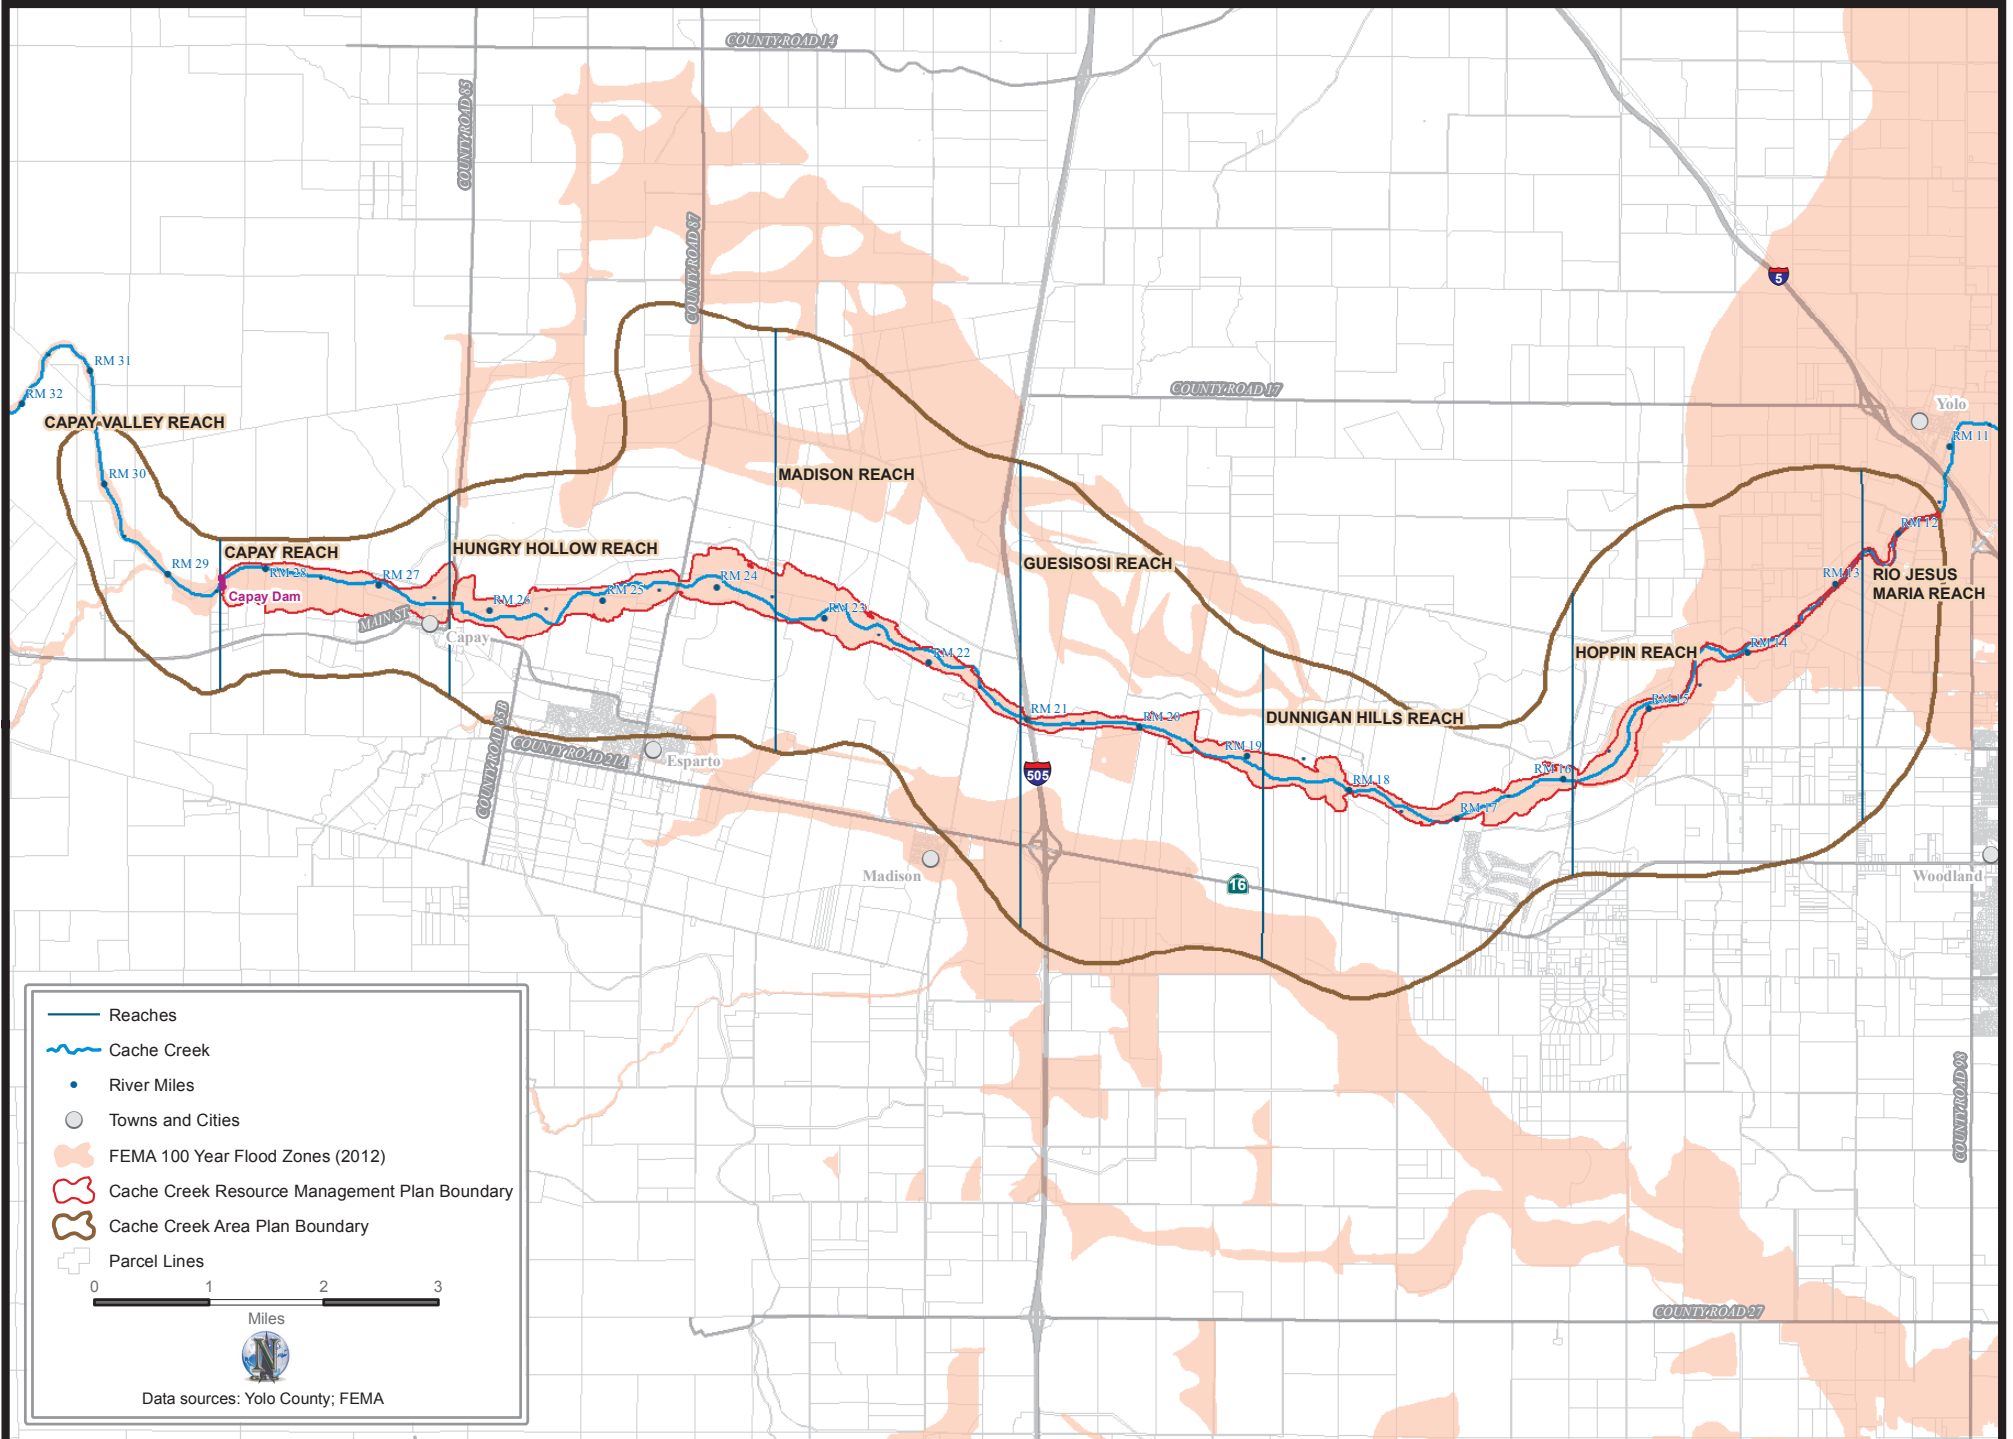 COUNTY ROAD 14
COUNTY ROAD 85
COUNTY ROAD 87
5
RM 31
RM 32
COUNTY ROAD 17
Yolo
CAPAY VALLEY REACH
RM 11
RM 30
MADISON REACH
RM 12
CAPAY REACH
HUNGRY HOLLOW REACH
RM 29
GUESISOSI REACH
RM 28
RM 27
RM 24
RM 13
RIO JESUS
MARIA REACH
Capay Dam
RM 26
RM 25
RM 23
MAIN ST
Capay
RM 22
HOPPIN REACH
RM 14
RM 15
RM 21
RM 20
DUNNIGAN HILLS REACH
COUNTY ROAD 85B
COUNTY ROAD 21A
Esparto
RM 19
505
RM 18
RM 16
RM 17
Madison
16
Woodland
COUNTY ROAD 98
Reaches
Cache Creek
River Miles
Towns and Cities
FEMA 100 Year Flood Zones (2012)
Cache Creek Resource Management Plan Boundary
Cache Creek Area Plan Boundary
Parcel Lines
0 1 2 3
Miles
N
Data sources: Yolo County; FEMA
COUNTY ROAD 27